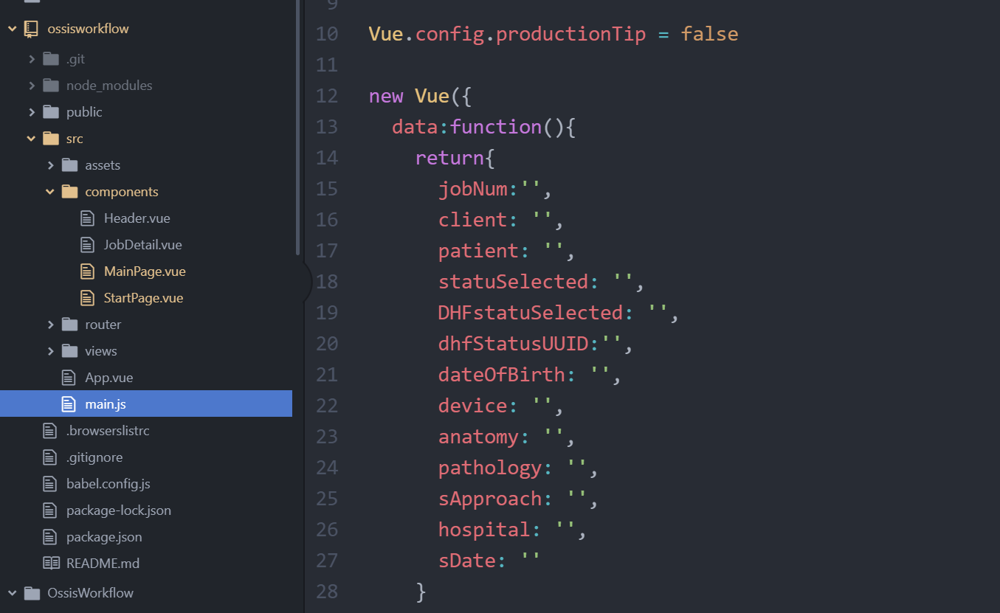 ossisworkflow
.git
node_modules
public
src
assets
components
Header.vue
JobDetail.vue
MainPage.vue
StartPage.vue
router
views
App.vue
main.js
.browserslistrc
.gitignore
babel.config.js
package-lock.json
package.json
README.md
OssisWorkflow
9
10 Vue.config.productionTip = false
11
12 new Vue({
13 data:function(){
14 return{
15 jobNum:'',
16 client: '',
17 patient: '',
18 statuSelected: '',
19 DHFstatuSelected: '',
20 dhfStatusUUID:'',
21 dateOfBirth: '',
22 device: '',
23 anatomy: '',
24 pathology: '',
25 sApproach: '',
26 hospital: '',
27 sDate: ''
28 }